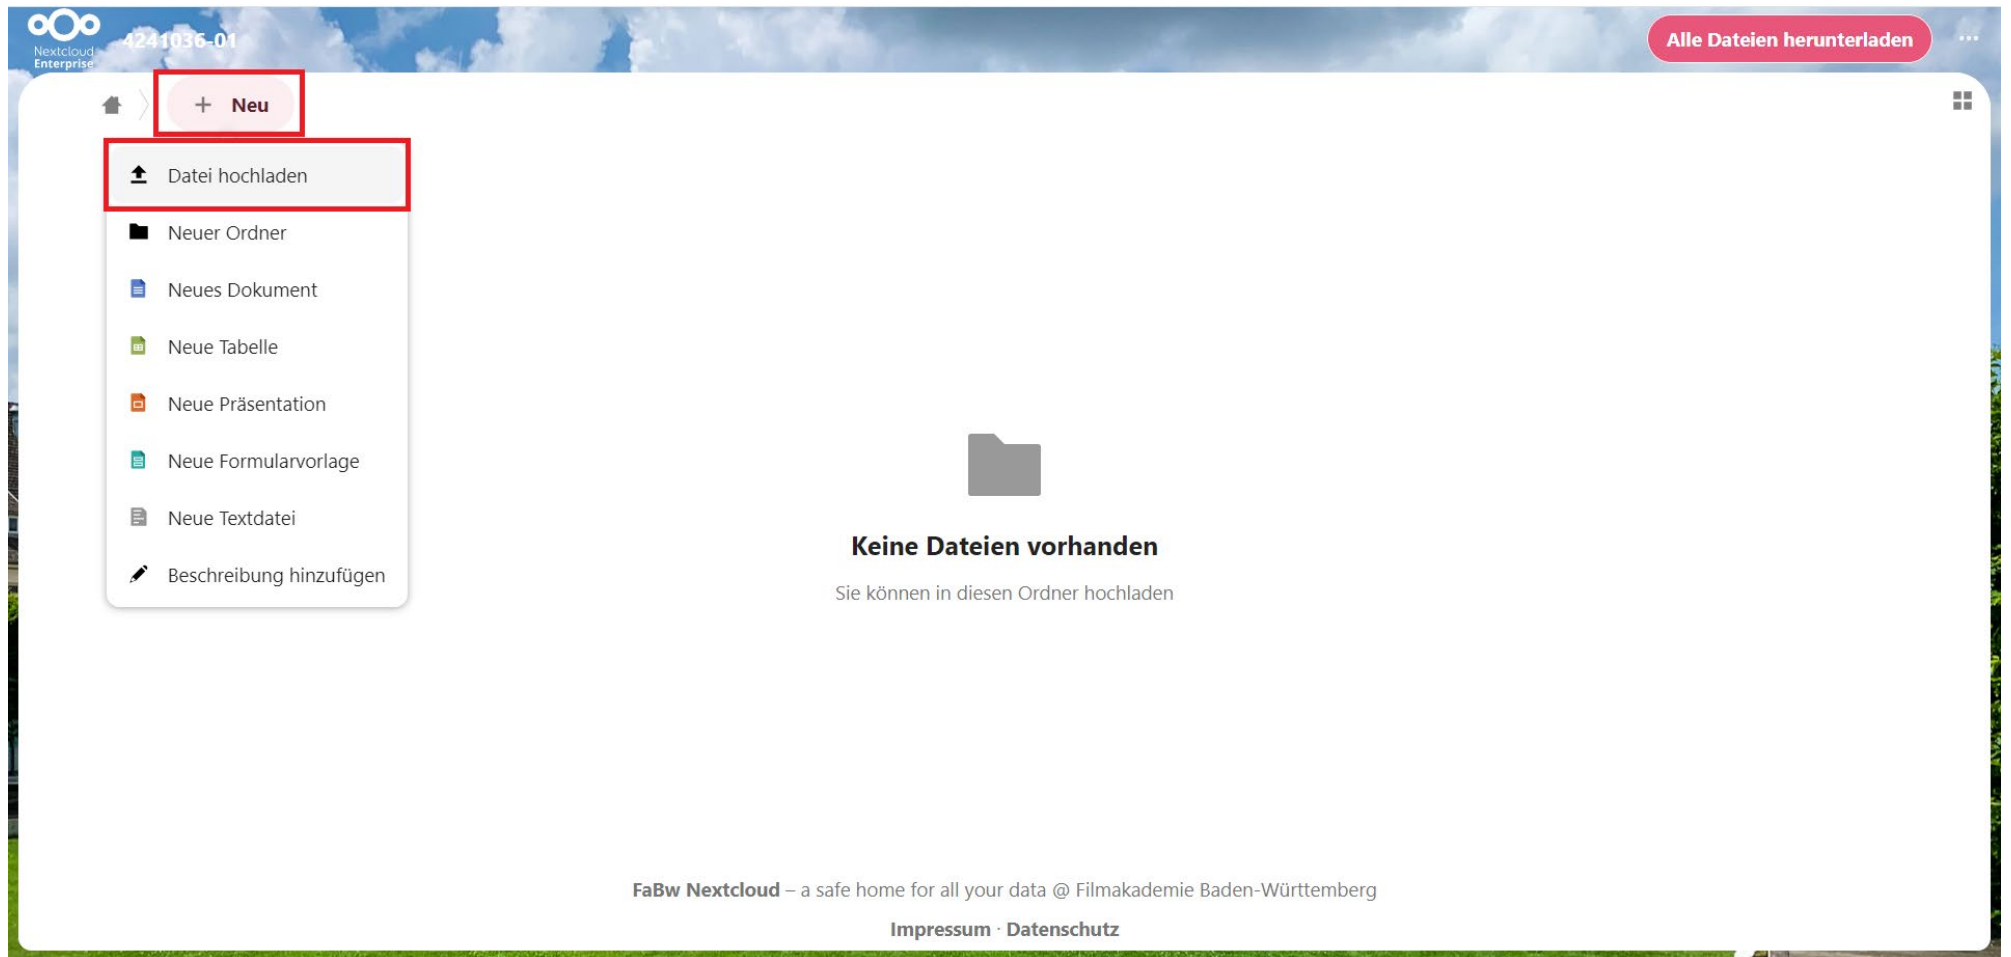 Nextcloud
Enterprise
4241036-01
Alle Dateien herunterladen
+ Neu
Datei hochladen
Neuer Ordner
Neues Dokument
Neue Tabelle
Neue Präsentation
Neue Formularvorlage
Neue Textdatei
Beschreibung hinzufügen
Keine Dateien vorhanden
Sie können in diesen Ordner hochladen
FaBw Nextcloud – a safe home for all your data @ Filmakademie Baden-Württemberg
Impressum · Datenschutz